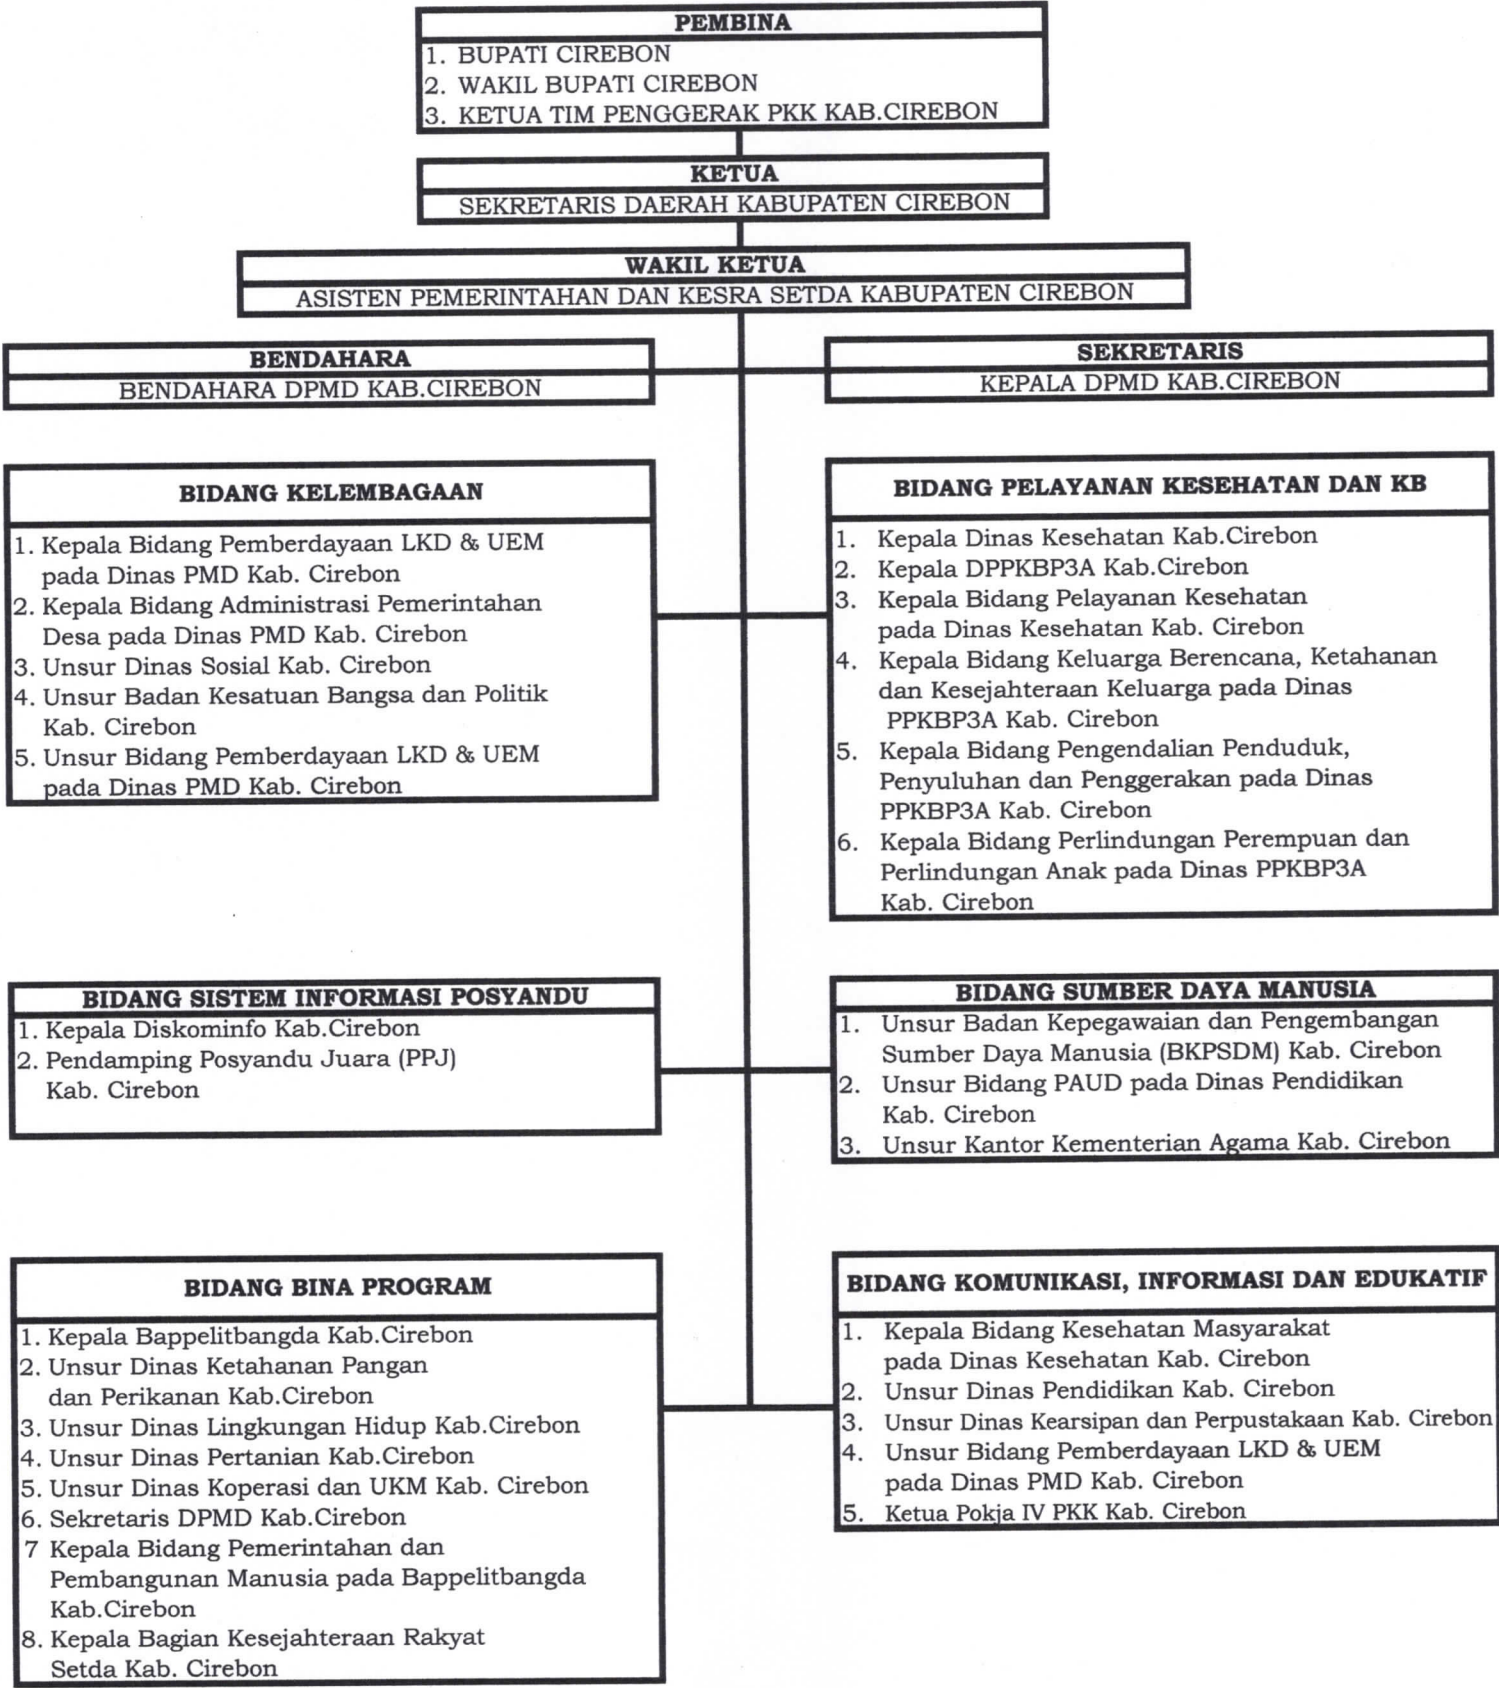 PEMBINA
1. BUPATI CIREBON
2. WAKIL BUPATI CIREBON
3. KETUA TIM PENGGERAK PKK KAB.CIREBON
KETUA
SEKRETARIS DAERAH KABUPATEN CIREBON
WAKIL KETUA
ASISTEN PEMERINTAHAN DAN KESRA SETDA KABUPATEN CIREBON
BENDAHARA
BENDAHARA DPMD KAB.CIREBON
SEKRETARIS
KEPALA DPMD KAB.CIREBON
BIDANG KELEMBAGAAN
1. Kepala Bidang Pemberdayaan LKD & UEM
pada Dinas PMD Kab. Cirebon
2. Kepala Bidang Administrasi Pemerintahan
Desa pada Dinas PMD Kab. Cirebon
3. Unsur Dinas Sosial Kab. Cirebon
4. Unsur Badan Kesatuan Bangsa dan Politik
Kab. Cirebon
5. Unsur Bidang Pemberdayaan LKD & UEM
pada Dinas PMD Kab. Cirebon
BIDANG PELAYANAN KESEHATAN DAN KB
1. Kepala Dinas Kesehatan Kab.Cirebon
2. Kepala DPPKBP3A Kab.Cirebon
3. Kepala Bidang Pelayanan Kesehatan
pada Dinas Kesehatan Kab. Cirebon
4. Kepala Bidang Keluarga Berencana, Ketahanan
dan Kesejahteraan Keluarga pada Dinas
PPKBP3A Kab. Cirebon
5. Kepala Bidang Pengendalian Penduduk,
Penyuluhan dan Penggerakan pada Dinas
PPKBP3A Kab. Cirebon
6. Kepala Bidang Perlindungan Perempuan dan
Perlindungan Anak pada Dinas PPKBP3A
Kab. Cirebon
BIDANG SISTEM INFORMASI POSYANDU
1. Kepala Diskominfo Kab.Cirebon
2. Pendamping Posyandu Juara (PPJ)
Kab. Cirebon
BIDANG SUMBER DAYA MANUSIA
1. Unsur Badan Kepegawaian dan Pengembangan
Sumber Daya Manusia (BKPSDM) Kab. Cirebon
2. Unsur Bidang PAUD pada Dinas Pendidikan
Kab. Cirebon
3. Unsur Kantor Kementerian Agama Kab. Cirebon
BIDANG BINA PROGRAM
1. Kepala Bappelitbangda Kab.Cirebon
2. Unsur Dinas Ketahanan Pangan
dan Perikanan Kab.Cirebon
3. Unsur Dinas Lingkungan Hidup Kab.Cirebon
4. Unsur Dinas Pertanian Kab.Cirebon
5. Unsur Dinas Koperasi dan UKM Kab. Cirebon
6. Sekretaris DPMD Kab.Cirebon
7 Kepala Bidang Pemerintahan dan
Pembangunan Manusia pada Bappelitbangda
Kab.Cirebon
8. Kepala Bagian Kesejahteraan Rakyat
Setda Kab. Cirebon
BIDANG KOMUNIKASI, INFORMASI DAN EDUKATIF
1. Kepala Bidang Kesehatan Masyarakat
pada Dinas Kesehatan Kab. Cirebon
2. Unsur Dinas Pendidikan Kab. Cirebon
3. Unsur Dinas Kearsipan dan Perpustakaan Kab. Cirebon
4. Unsur Bidang Pemberdayaan LKD & UEM
pada Dinas PMD Kab. Cirebon
5. Ketua Pokja IV PKK Kab. Cirebon